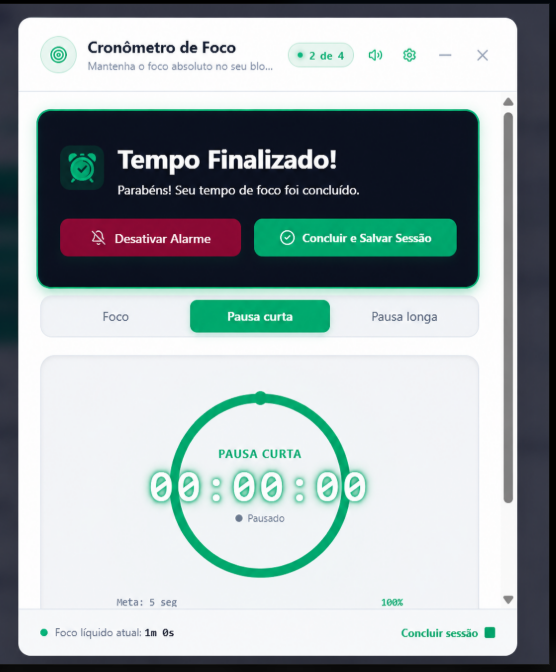 Cronômetro de Foco
Mantenha o foco absoluto no seu blo...
2 de 4
Tempo Finalizado!
Parabéns! Seu tempo de foco foi concluído.
Desativar Alarme
Concluir e Salvar Sessão
Foco
Pausa curta
Pausa longa
PAUSA CURTA
00:00:00
Pausado
Meta: 5 seg
100%
Foco líquido atual: 1m 0s
Concluir sessão